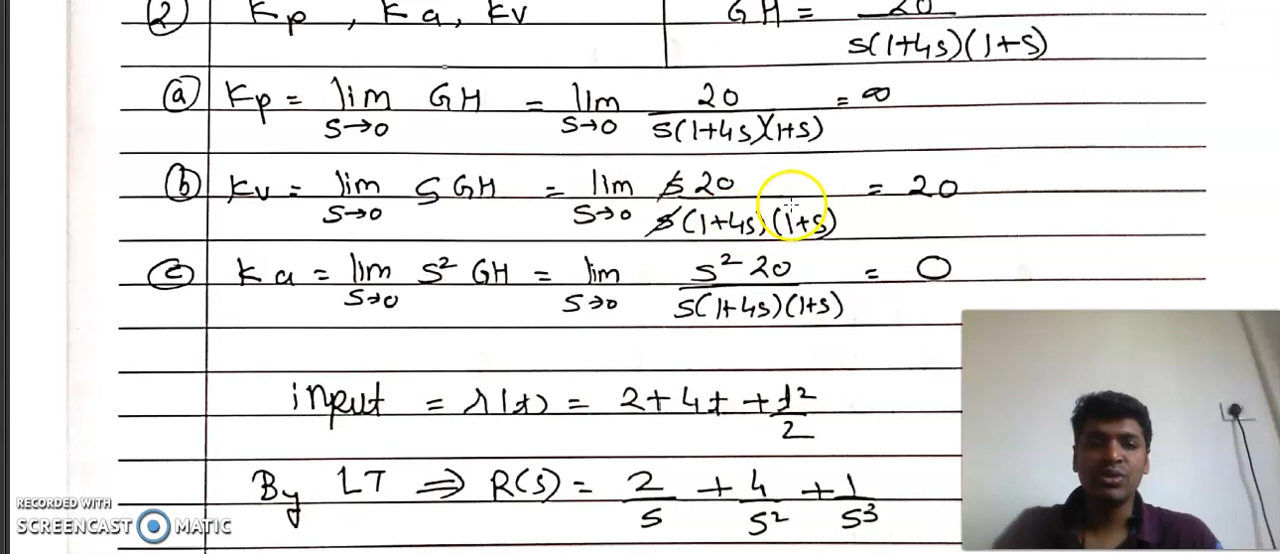 ② Kp , Ka, Kv GH = 20
s(1+4s)(1+s)
ⓐ Kp = lim s→0 GH = lim s→0 20 / s(1+4s)(1+s) = ∞
ⓑ Kv = lim s→0 S GH = lim s→0 s 20 / s(1+4s)(1+s) = 20
ⓒ Ka = lim s→0 s² GH = lim s→0 s² 20 / s(1+4s)(1+s) = 0
input = r(t) = 2+4t + t²/2
By LT ⇒ R(s) = 2/s + 4/s² + 1/s³
RECORDED WITH
SCREENCAST MATIC